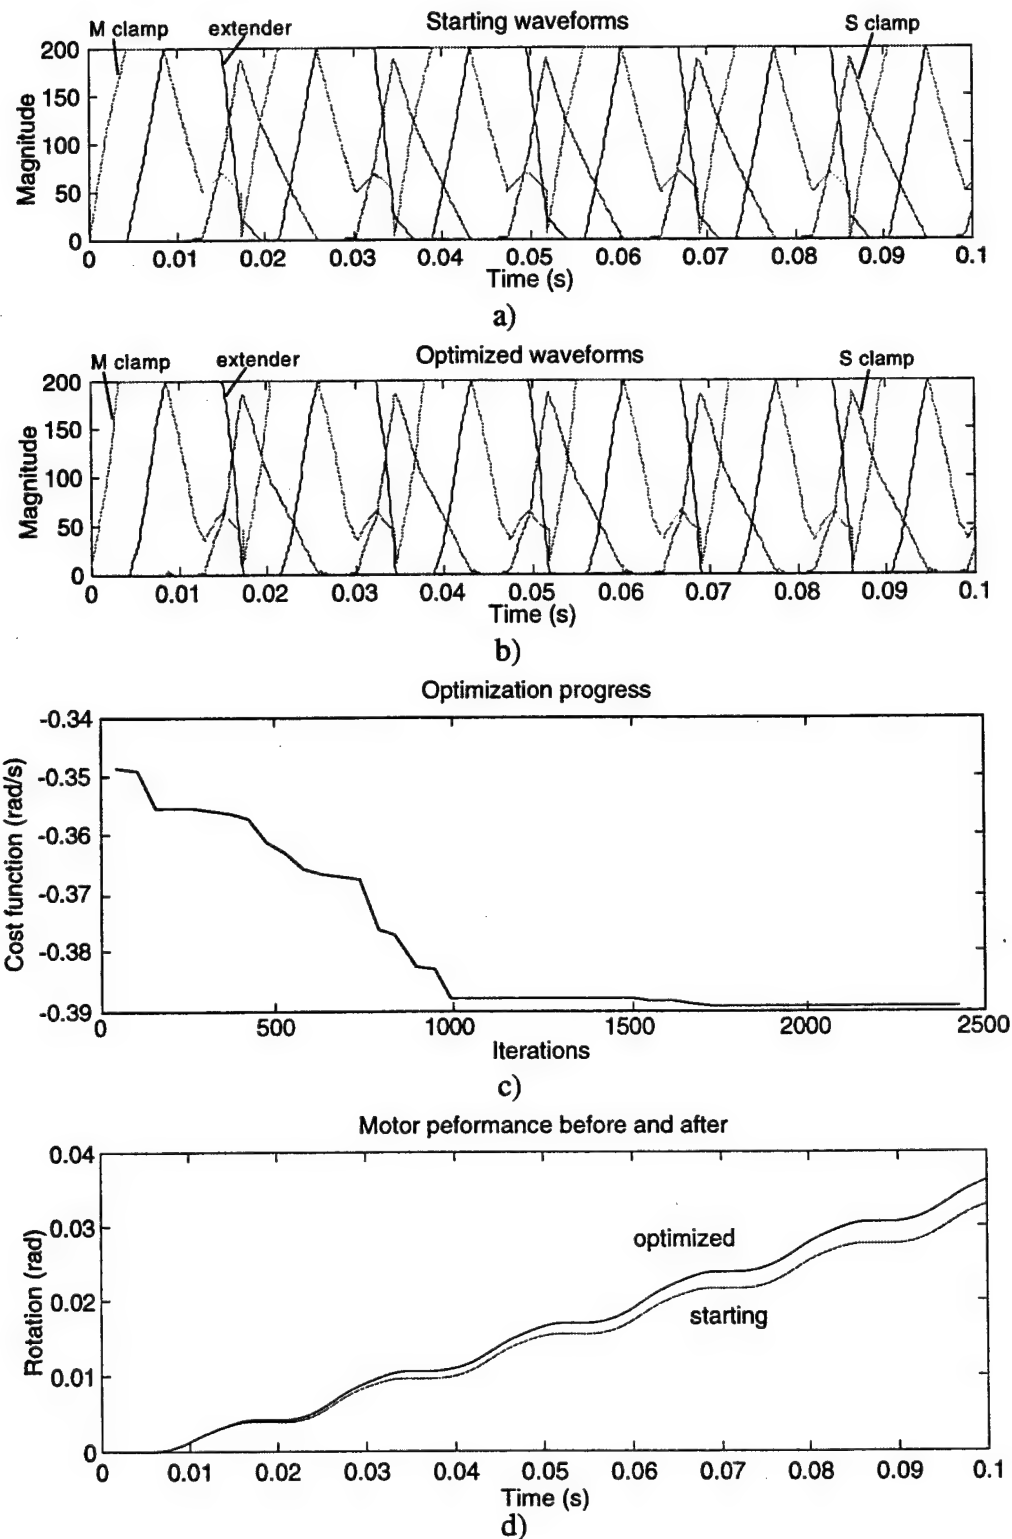 Starting waveforms
M clamp extender S clamp
200
150
100
50
0
Magnitude
0 0.01 0.02 0.03 0.04 0.05 0.06 0.07 0.08 0.09 0.1
Time (s)
a)
Optimized waveforms
M clamp extender S clamp
200
150
100
50
0
Magnitude
0 0.01 0.02 0.03 0.04 0.05 0.06 0.07 0.08 0.09 0.1
Time (s)
b)
Optimization progress
-0.34
-0.35
-0.36
-0.37
-0.38
-0.39
Cost function (rad/s)
0 500 1000 1500 2000 2500
Iterations
c)
Motor peformance before and after
0.04
0.03
0.02
0.01
0
Rotation (rad)
optimized
starting
0 0.01 0.02 0.03 0.04 0.05 0.06 0.07 0.08 0.09 0.1
Time (s)
d)